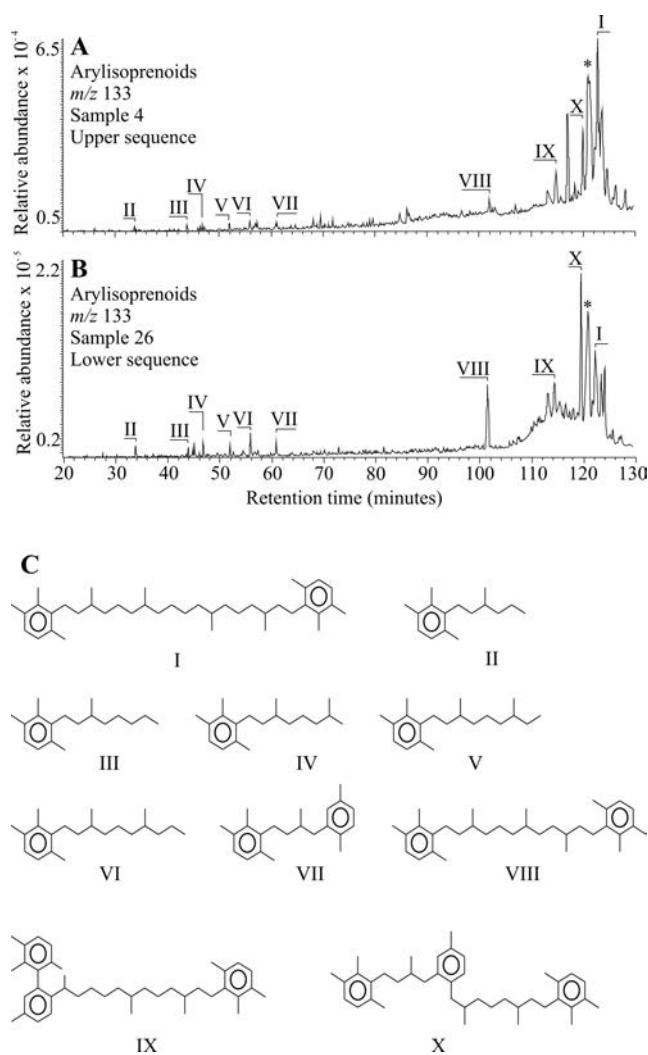 A
Arylisoprenoids
m/z 133
Sample 4
Upper sequence
Relative abundance x 10⁻⁴
6.5
0.5
II
III
IV
V
VI
VII
VIII
IX
X
*
I
B
Arylisoprenoids
m/z 133
Sample 26
Lower sequence
Relative abundance x 10⁻⁵
2.2
0.2
II
III
IV
V
VI
VII
VIII
IX
X
*
I
20 30 40 50 60 70 80 90 100 110 120 130
Retention time (minutes)
C
I
II
III
IV
V
VI
VII
VIII
IX
X